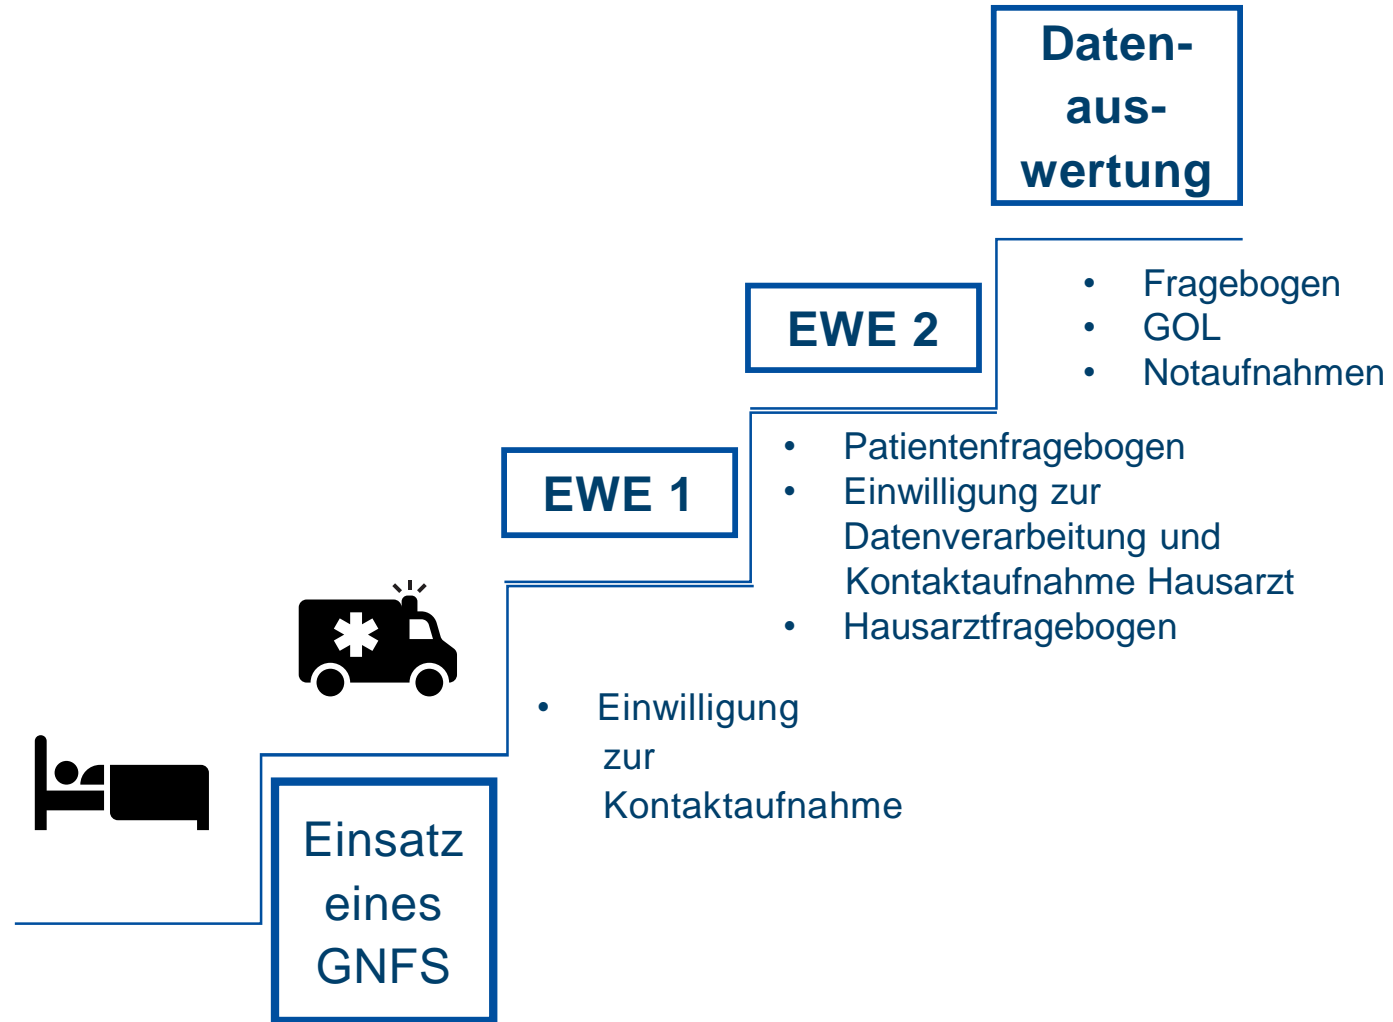 Daten-
aus-
wertung
• Fragebogen
• GOL
• Notaufnahmen
EWE 2
• Patientenfragebogen
• Einwilligung zur
Datenverarbeitung und
Kontaktaufnahme Hausarzt
• Hausarztfragebogen
EWE 1
• Einwilligung
zur
Kontaktaufnahme
Einsatz
eines
GNFS